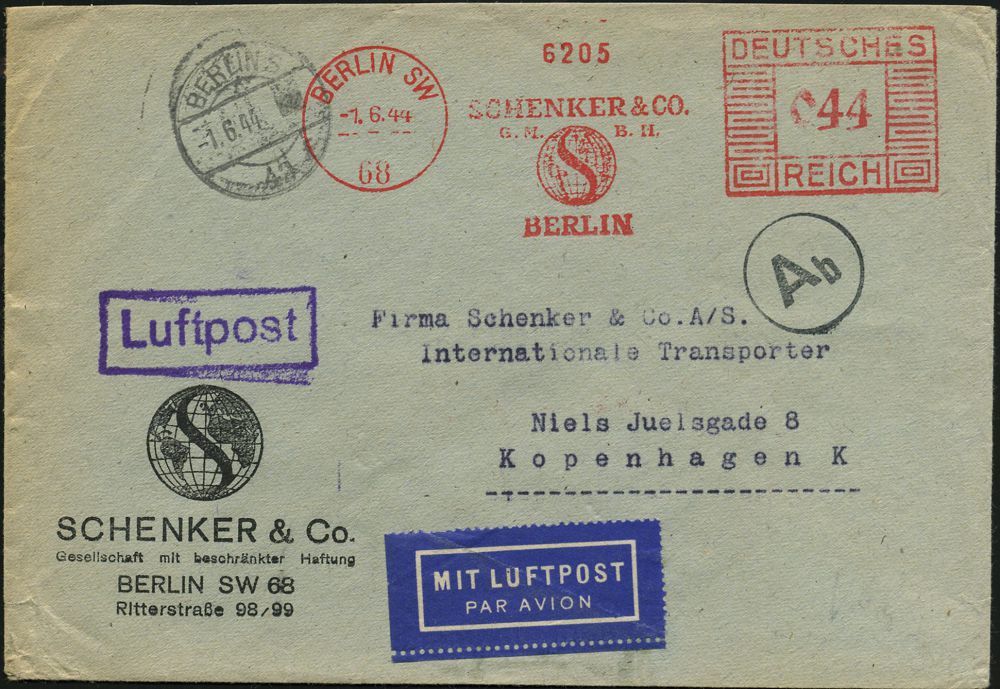 BERLIN S
-1.6.44
BERLIN SW
-1.6.44
68
6205
SCHENKER & CO.
G. M. B. H.
BERLIN
DEUTSCHES
044
REICH
Ab
Luftpost
Firma Schenker & Co.A/S.
Internationale Transporter
Niels Juelsgade 8
Kopenhagen K
S
SCHENKER & Co.
Gesellschaft mit beschränkter Haftung
BERLIN SW 68
Ritterstraße 98/99
MIT LUFTPOST
PAR AVION